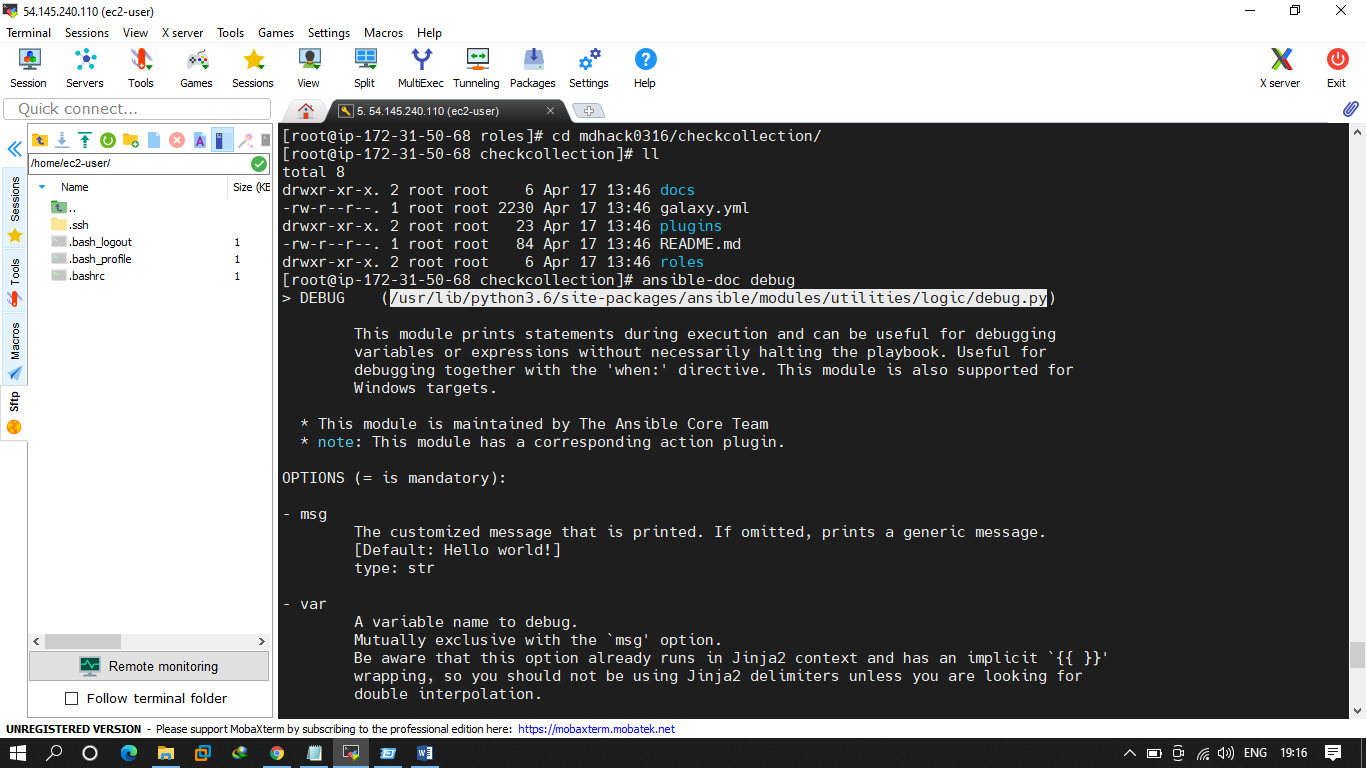 54.145.240.110 (ec2-user)
Terminal Sessions View X server Tools Games Settings Macros Help
Session Servers Tools Games Sessions View Split MultiExec Tunneling Packages Settings Help X server Exit
Quick connect...
5. 54.145.240.110 (ec2-user)
/home/ec2-user/
Name Size (KB
..
.ssh
.bash_logout 1
.bash_profile 1
.bashrc 1
Sessions
Tools
Macros
Sftp
Remote monitoring
Follow terminal folder
[root@ip-172-31-50-68 roles]# cd mdhack0316/checkcollection/
[root@ip-172-31-50-68 checkcollection]# ll
total 8
drwxr-xr-x. 2 root root    6 Apr 17 13:46 docs
-rw-r--r--. 1 root root 2230 Apr 17 13:46 galaxy.yml
drwxr-xr-x. 2 root root   23 Apr 17 13:46 plugins
-rw-r--r--. 1 root root   84 Apr 17 13:46 README.md
drwxr-xr-x. 2 root root    6 Apr 17 13:46 roles
[root@ip-172-31-50-68 checkcollection]# ansible-doc debug
> DEBUG    (/usr/lib/python3.6/site-packages/ansible/modules/utilities/logic/debug.py)
This module prints statements during execution and can be useful for debugging
variables or expressions without necessarily halting the playbook. Useful for
debugging together with the 'when:' directive. This module is also supported for
Windows targets.
* This module is maintained by The Ansible Core Team
* note: This module has a corresponding action plugin.
OPTIONS (= is mandatory):
- msg
The customized message that is printed. If omitted, prints a generic message.
[Default: Hello world!]
type: str
- var
A variable name to debug.
Mutually exclusive with the `msg' option.
Be aware that this option already runs in Jinja2 context and has an implicit `{{ }}'
wrapping, so you should not be using Jinja2 delimiters unless you are looking for
double interpolation.
UNREGISTERED VERSION - Please support MobaXterm by subscribing to the professional edition here: https://mobaxterm.mobatek.net
ENG 19:16